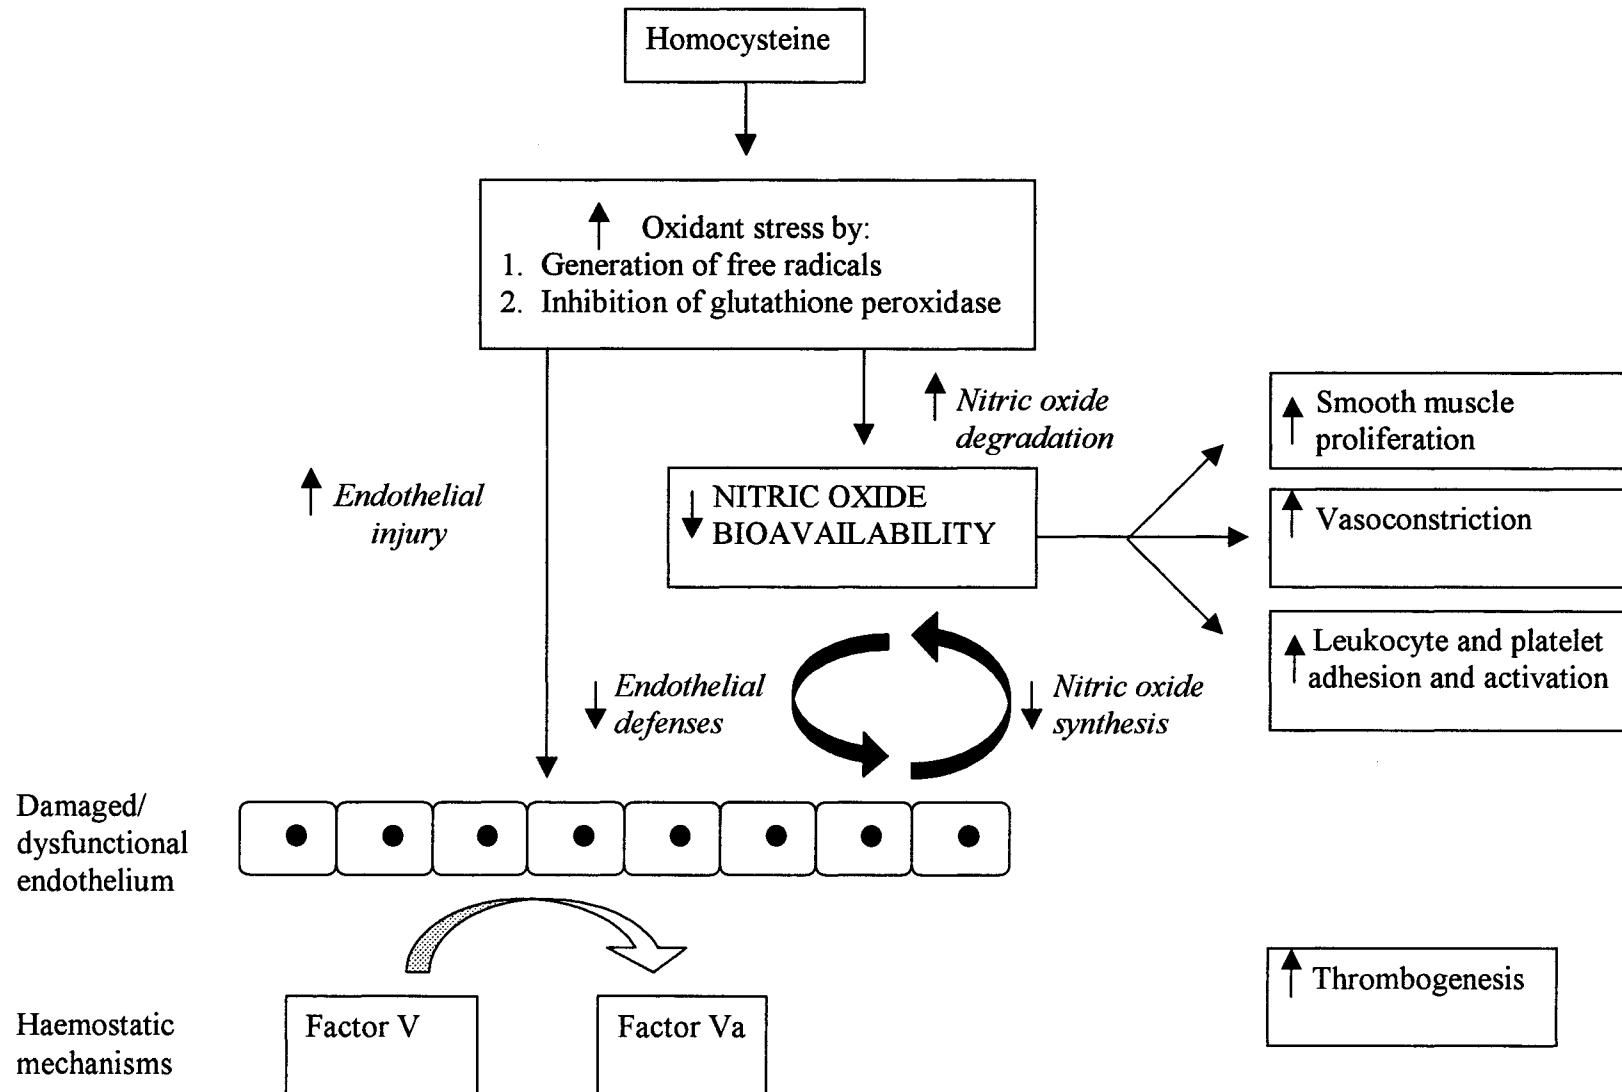 Homocysteine
Oxidant stress by:
1. Generation of free radicals
2. Inhibition of glutathione peroxidase
Nitric oxide
degradation
Endothelial
injury
NITRIC OXIDE
BIOAVAILABILITY
Smooth muscle
proliferation
Vasoconstriction
Leukocyte and platelet
adhesion and activation
Endothelial
defenses
Nitric oxide
synthesis
Damaged/
dysfunctional
endothelium
Thrombogenesis
Haemostatic
mechanisms
Factor V
Factor Va